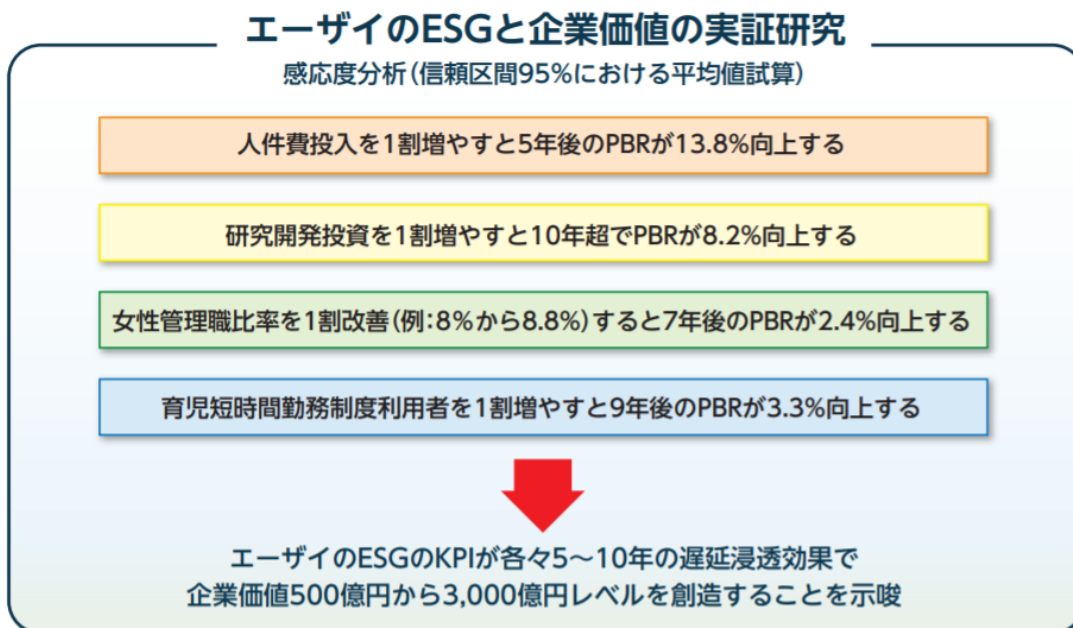 エーザイのESGと企業価値の実証研究
感応度分析（信頼区間95%における平均値試算）
人件費投入を1割増やすと5年後のPBRが13.8%向上する
研究開発投資を1割増やすと10年超でPBRが8.2%向上する
女性管理職比率を1割改善（例：8%から8.8%）すると7年後のPBRが2.4%向上する
育児短時間勤務制度利用者を1割増やすと9年後のPBRが3.3%向上する
エーザイのESGのKPIが各々5〜10年の遅延浸透効果で
企業価値500億円から3,000億円レベルを創造することを示唆